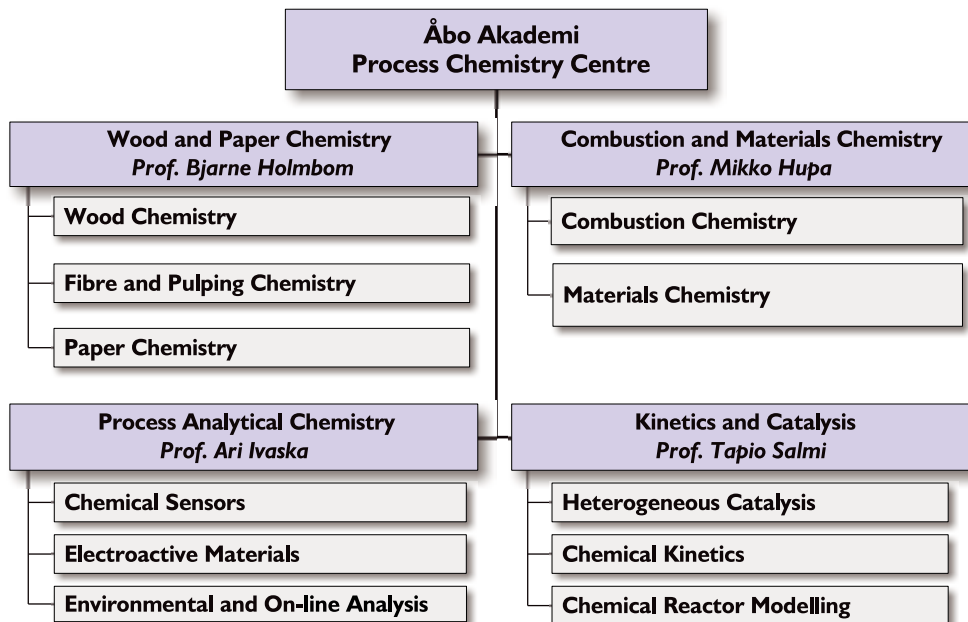 Åbo Akademi
Process Chemistry Centre
Wood and Paper Chemistry
Prof. Bjarne Holmbom
Wood Chemistry
Fibre and Pulping Chemistry
Paper Chemistry
Combustion and Materials Chemistry
Prof. Mikko Hupa
Combustion Chemistry
Materials Chemistry
Process Analytical Chemistry
Prof. Ari Ivaska
Chemical Sensors
Electroactive Materials
Environmental and On-line Analysis
Kinetics and Catalysis
Prof. Tapio Salmi
Heterogeneous Catalysis
Chemical Kinetics
Chemical Reactor Modelling